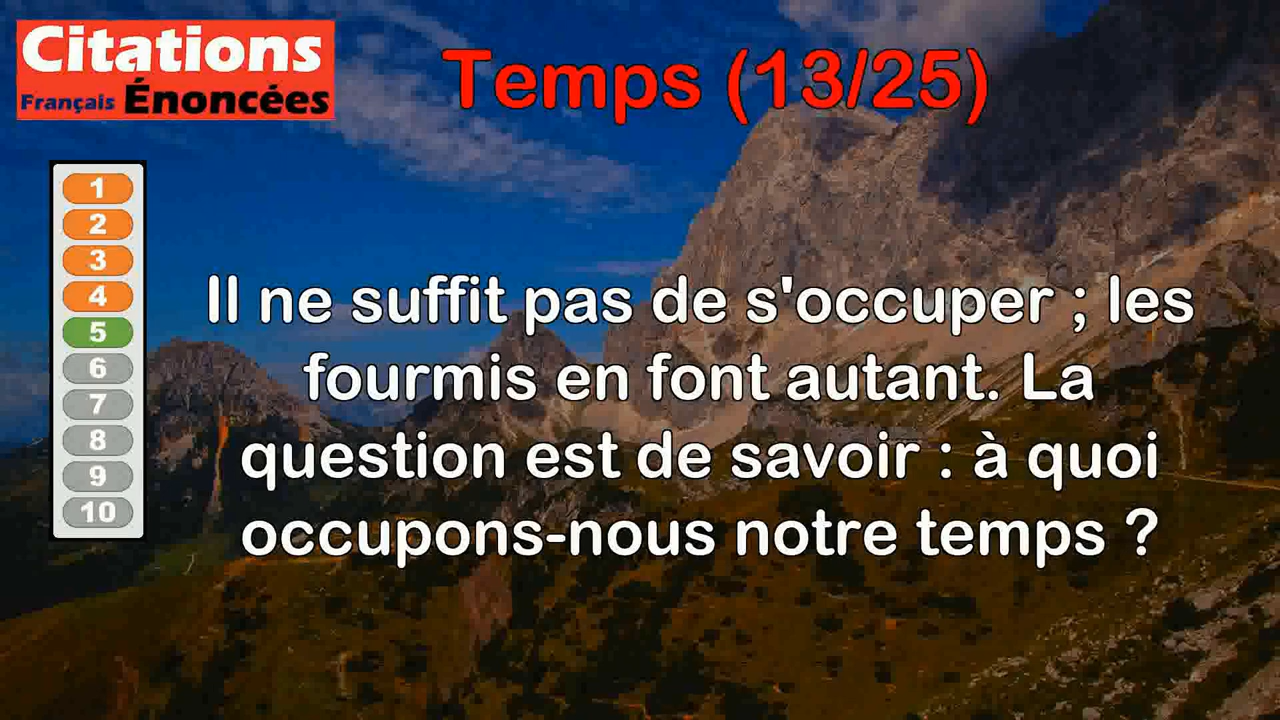 Citations
Français Énoncées
Temps (13/25)
1
2
3
4
5
6
7
8
9
10
Il ne suffit pas de s'occuper ; les
fourmis en font autant. La
question est de savoir : à quoi
occupons-nous notre temps ?